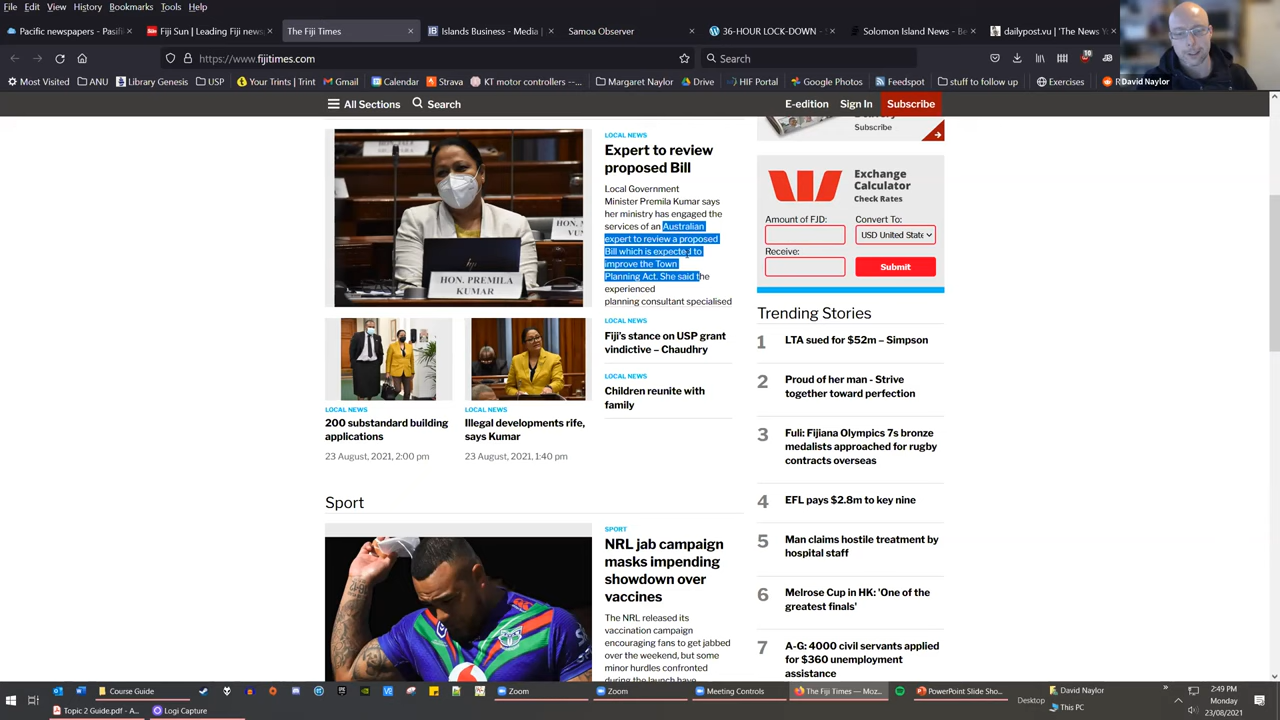 File Edit View History Bookmarks Tools Help
Pacific newspapers - Pasifi
Fiji Sun | Leading Fiji news
The Fiji Times
Islands Business - Media |
Samoa Observer
36-HOUR LOCK-DOWN -
Solomon Island News - Be
dailypost.vu | 'The News
https://www.fijitimes.com
Search
10
Most Visited
ANU
Library Genesis
USP
Your Trints | Trint
Gmail
Calendar
Strava
KT motor controllers --...
Margaret Naylor
Drive
HIF Portal
Google Photos
Feedspot
stuff to follow up
Exercises
David Naylor
All Sections
Search
E-edition
Sign In
Subscribe
Subscribe
LOCAL NEWS
Expert to review
proposed Bill
Local Government
Minister Premila Kumar says
her ministry has engaged the
services of an Australian
expert to review a proposed
Bill which is expected to
improve the Town
Planning Act. She said the
experienced
planning consultant specialised
HON. PREMILA
KUMAR
LOCAL NEWS
Fiji's stance on USP grant
vindictive – Chaudhry
LOCAL NEWS
Children reunite with
family
LOCAL NEWS
200 substandard building
applications
23 August, 2021, 2:00 pm
LOCAL NEWS
Illegal developments rife,
says Kumar
23 August, 2021, 1:40 pm
Exchange
Calculator
Check Rates
Amount of FJD:
Convert To:
USD United State
Receive:
Submit
Trending Stories
1 LTA sued for $52m – Simpson
2 Proud of her man - Strive
together toward perfection
3 Fuli: Fijiana Olympics 7s bronze
medalists approached for rugby
contracts overseas
4 EFL pays $2.8m to key nine
5 Man claims hostile treatment by
hospital staff
6 Melrose Cup in HK: 'One of the
greatest finals'
7 A-G: 4000 civil servants applied
for $360 unemployment
assistance
Sport
SPORT
NRL jab campaign
masks impending
showdown over
vaccines
The NRL released its
vaccination campaign
encouraging fans to get jabbed
over the weekend, but some
minor hurdles confronted
during the launch have
Course Guide
Zoom
Zoom
Meeting Controls
The Fiji Times — Moz...
PowerPoint Slide Sho...
Desktop
David Naylor
This PC
Topic 2 Guide.pdf - A...
Logi Capture
2:49 PM
Monday
23/08/2021